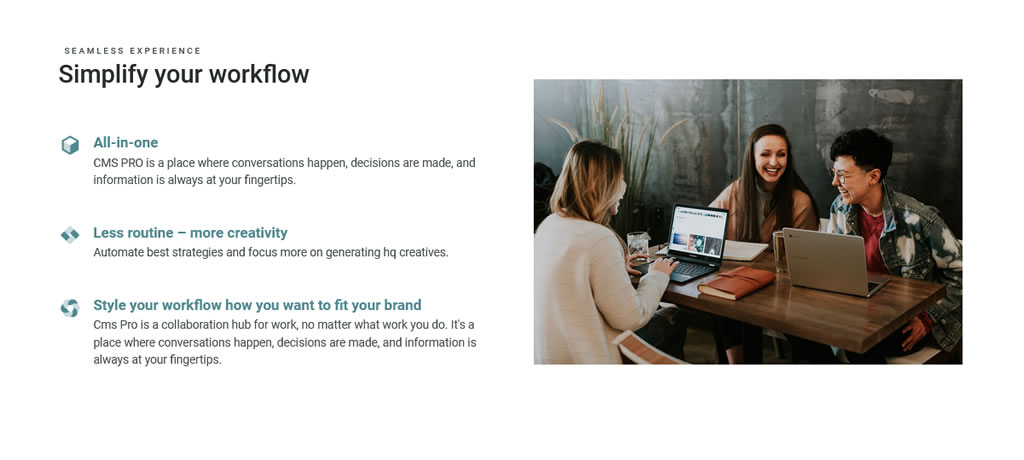 SEAMLESS EXPERIENCE
Simplify your workflow
All-in-one
CMS PRO is a place where conversations happen, decisions are made, and
information is always at your fingertips.
Less routine – more creativity
Automate best strategies and focus more on generating hq creatives.
Style your workflow how you want to fit your brand
Cms Pro is a collaboration hub for work, no matter what work you do. It's a
place where conversations happen, decisions are made, and information is
always at your fingertips.